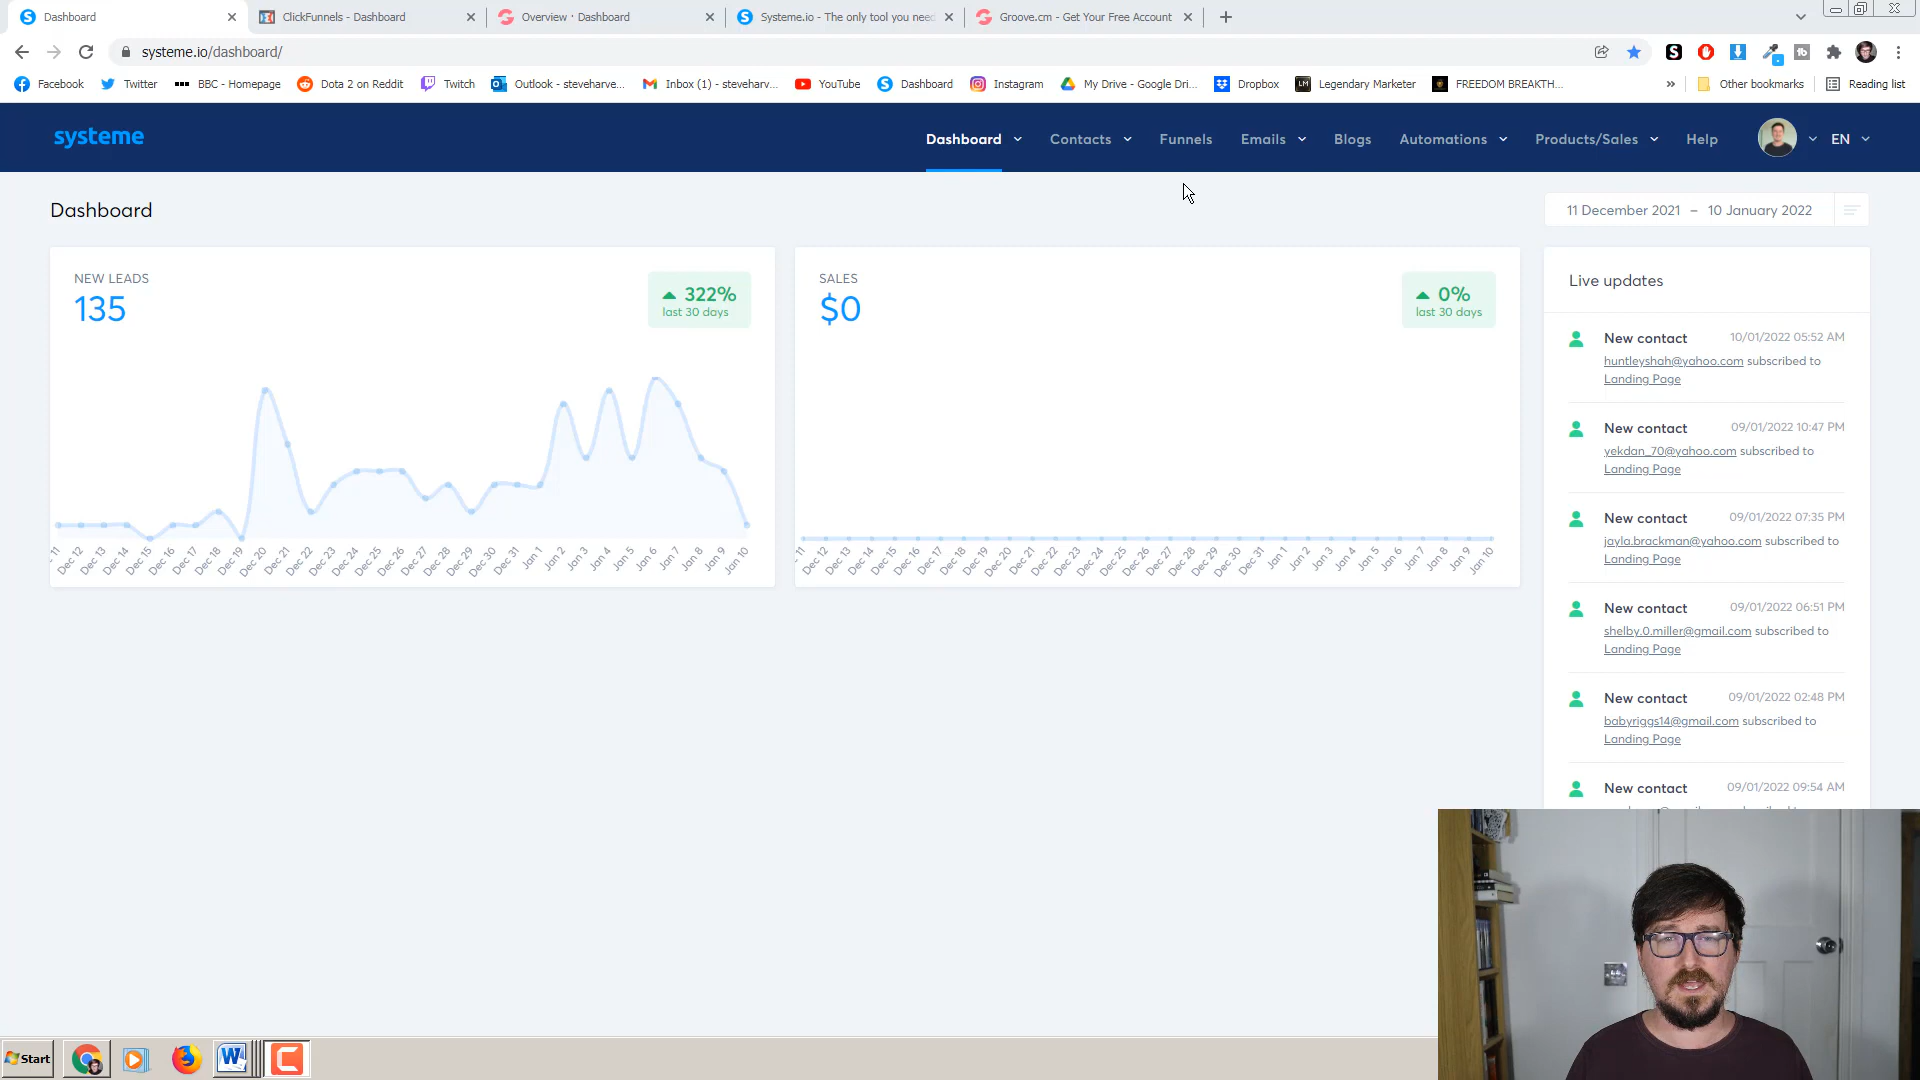 Dashboard
ClickFunnels - Dashboard
Overview · Dashboard
Systeme.io - The only tool you need
Groove.cm - Get Your Free Account
systeme.io/dashboard/
Facebook
Twitter
BBC - Homepage
Dota 2 on Reddit
Twitch
Outlook - steveharve...
Inbox (1) - steveharv...
YouTube
Dashboard
Instagram
My Drive - Google Dri...
Dropbox
Legendary Marketer
FREEDOM BREAKTH...
»
Other bookmarks
Reading list
systeme
Dashboard
Contacts
Funnels
Emails
Blogs
Automations
Products/Sales
Help
EN
Dashboard
11 December 2021 – 10 January 2022
NEW LEADS
135
322%
last 30 days
Dec 12 Dec 13 Dec 14 Dec 15 Dec 16 Dec 17 Dec 18 Dec 19 Dec 20 Dec 21 Dec 22 Dec 23 Dec 24 Dec 25 Dec 26 Dec 27 Dec 28 Dec 29 Dec 30 Dec 31 Jan 1 Jan 2 Jan 3 Jan 4 Jan 5 Jan 6 Jan 7 Jan 8 Jan 9 Jan 10
SALES
$0
0%
last 30 days
Dec 12 Dec 13 Dec 14 Dec 15 Dec 16 Dec 17 Dec 18 Dec 19 Dec 20 Dec 21 Dec 22 Dec 23 Dec 24 Dec 25 Dec 26 Dec 27 Dec 28 Dec 29 Dec 30 Dec 31 Jan 1 Jan 2 Jan 3 Jan 4 Jan 5 Jan 6 Jan 7 Jan 8 Jan 9 Jan 10
Live updates
New contact 10/01/2022 05:52 AM
huntleyshah@yahoo.com subscribed to
Landing Page
New contact 09/01/2022 10:47 PM
yekdan_70@yahoo.com subscribed to
Landing Page
New contact 09/01/2022 07:35 PM
jayla.brackman@yahoo.com subscribed to
Landing Page
New contact 09/01/2022 06:51 PM
shelby.0.miller@gmail.com subscribed to
Landing Page
New contact 09/01/2022 02:48 PM
babyriggs14@gmail.com subscribed to
Landing Page
New contact 09/01/2022 09:54 AM
Start